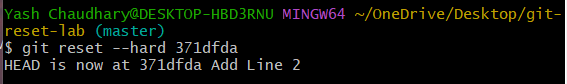 Yash Chaudhary@DESKTOP-HBD3RNU MINGW64 ~/OneDrive/Desktop/git-
reset-lab (master)
$ git reset --hard 371dfda
HEAD is now at 371dfda Add Line 2